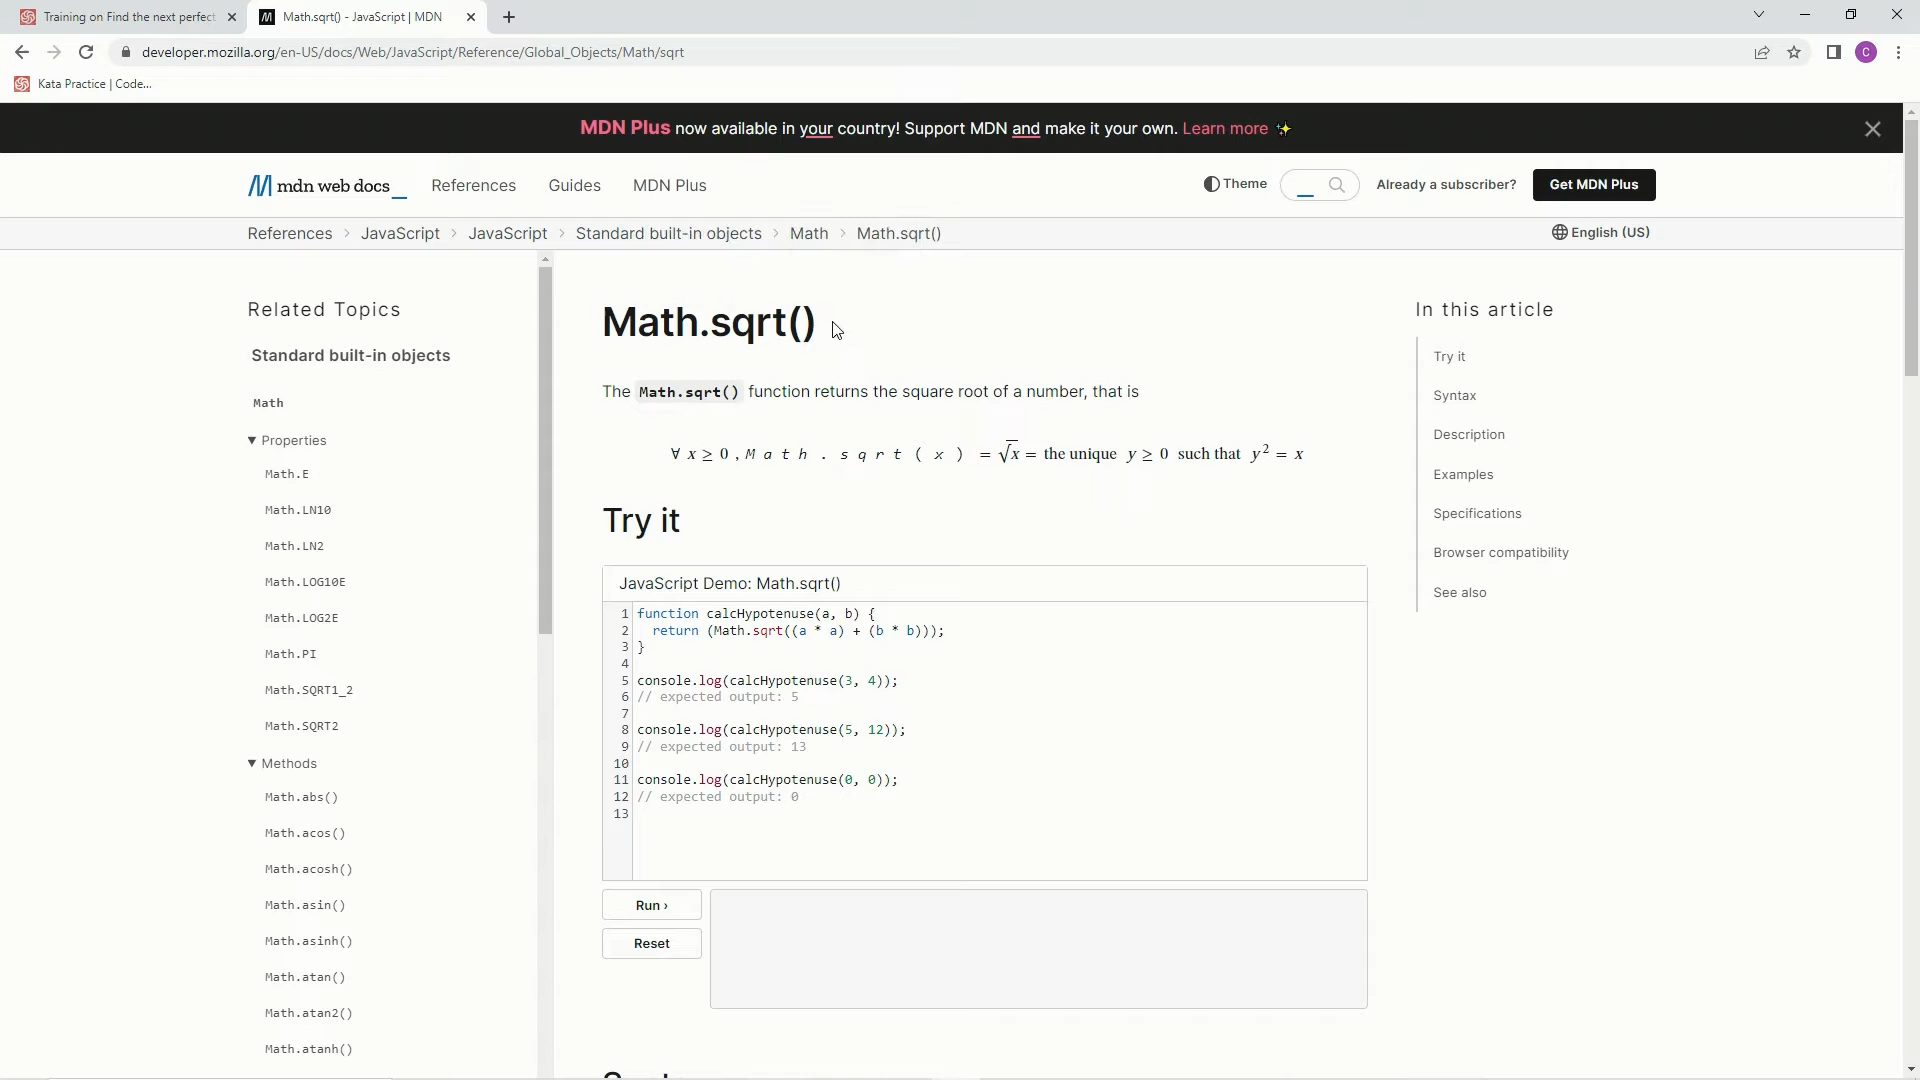 Training on Find the next perfect
Math.sqrt() - JavaScript | MDN
developer.mozilla.org/en-US/docs/Web/JavaScript/Reference/Global_Objects/Math/sqrt
C
Kata Practice | Code...
MDN Plus now available in your country! Support MDN and make it your own. Learn more ✨
mdn web docs_
References
Guides
MDN Plus
Theme
Already a subscriber?
Get MDN Plus
References > JavaScript > JavaScript > Standard built-in objects > Math > Math.sqrt()
English (US)
Related Topics
Standard built-in objects
Math
▼ Properties
Math.E
Math.LN10
Math.LN2
Math.LOG10E
Math.LOG2E
Math.PI
Math.SQRT1_2
Math.SQRT2
▼ Methods
Math.abs()
Math.acos()
Math.acosh()
Math.asin()
Math.asinh()
Math.atan()
Math.atan2()
Math.atanh()
Math.sqrt()
The Math.sqrt() function returns the square root of a number, that is
∀ x ≥ 0 , M a t h . s q r t ( x ) = √x = the unique y ≥ 0 such that y² = x
Try it
JavaScript Demo: Math.sqrt()
1 function calcHypotenuse(a, b) {
2 return (Math.sqrt((a * a) + (b * b)));
3 }
4
5 console.log(calcHypotenuse(3, 4));
6 // expected output: 5
7
8 console.log(calcHypotenuse(5, 12));
9 // expected output: 13
10
11 console.log(calcHypotenuse(0, 0));
12 // expected output: 0
13
Run ›
Reset
In this article
Try it
Syntax
Description
Examples
Specifications
Browser compatibility
See also